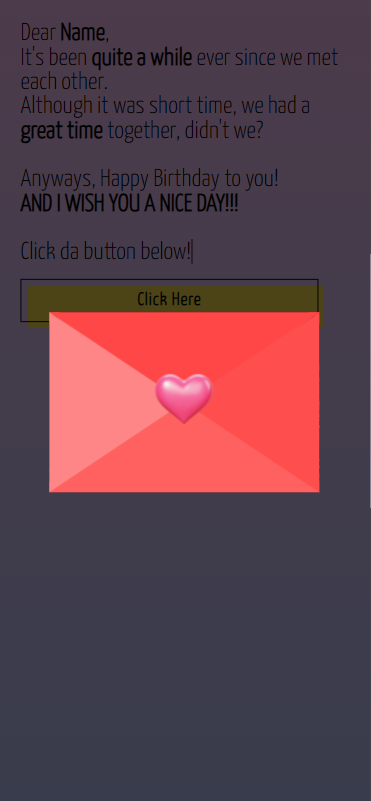 Dear Name,
It's been quite a while ever since we met
each other.
Although it was short time, we had a
great time together, didn't we?
Anyways, Happy Birthday to you!
AND I WISH YOU A NICE DAY!!!
Click da button below!
Click Here